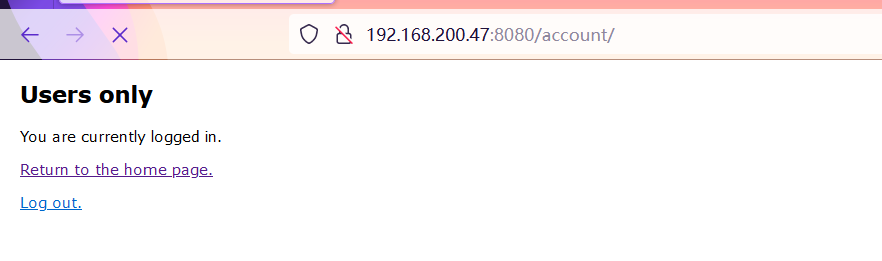 192.168.200.47:8080/account/
Users only
You are currently logged in.
Return to the home page.
Log out.